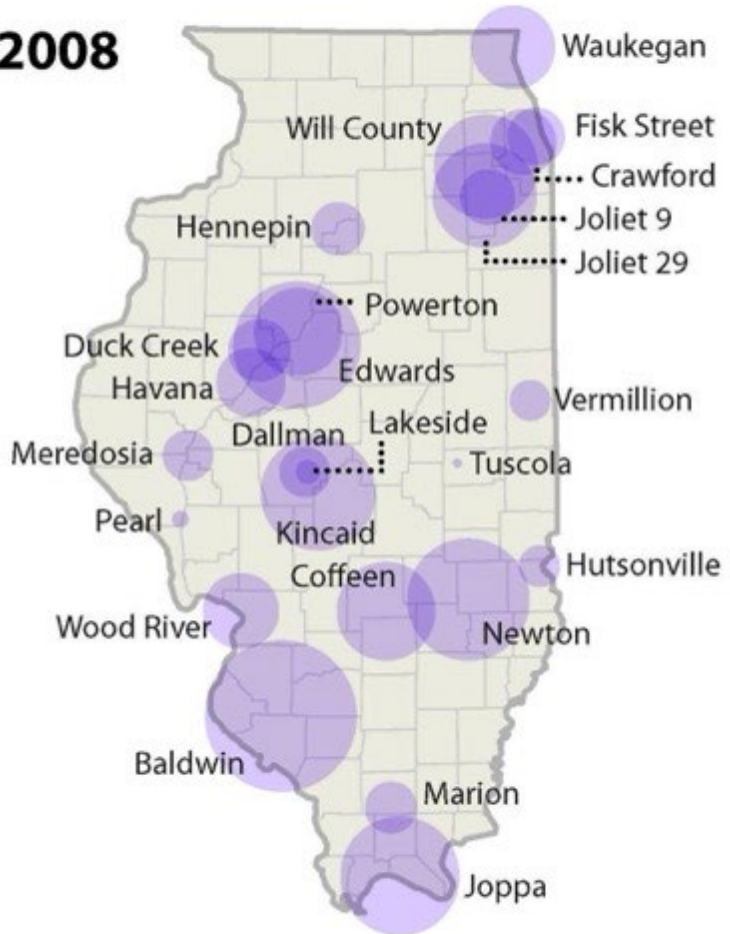 2008
Waukegan
Will County
Fisk Street
Crawford
Joliet 9
Hennepin
Joliet 29
Powerton
Duck Creek
Edwards
Havana
Vermillion
Lakeside
Dallman
Meredosia
Tuscola
Pearl
Kincaid
Hutsonville
Coffeen
Wood River
Newton
Baldwin
Marion
Joppa